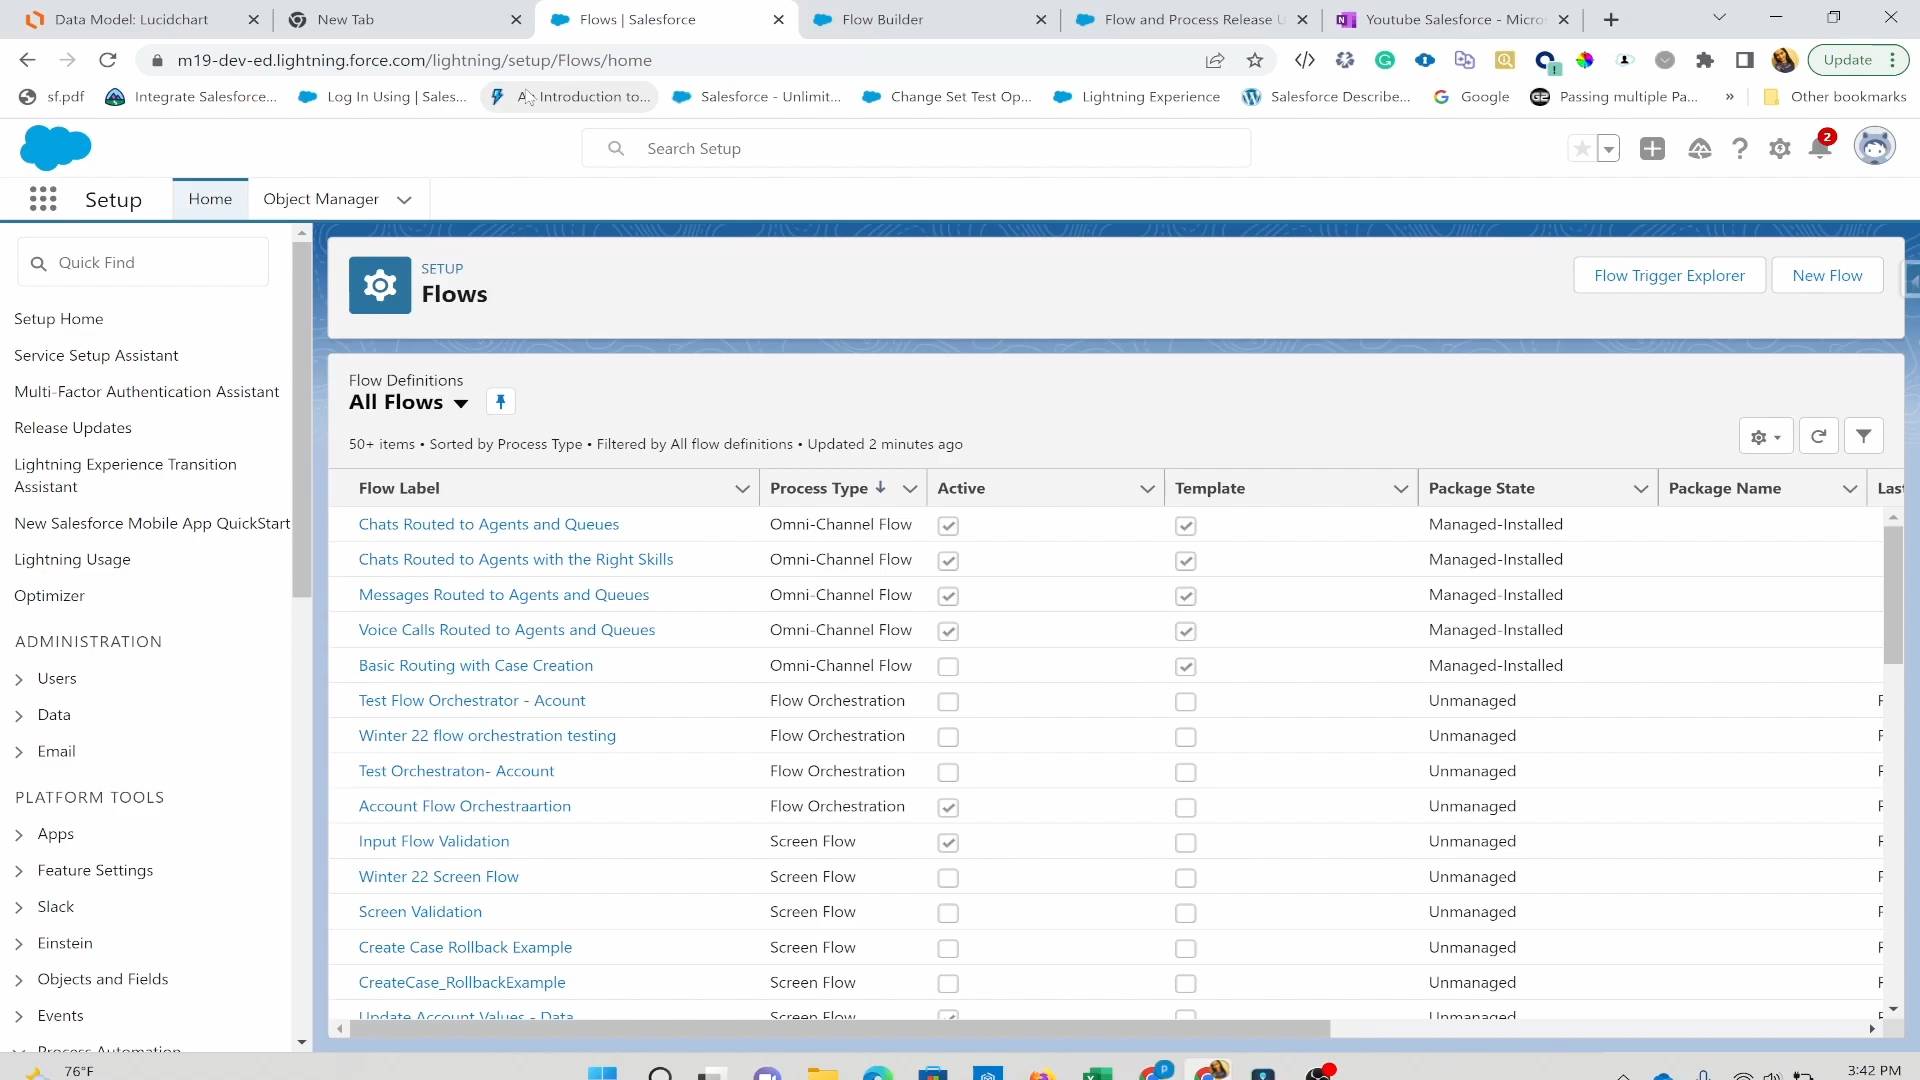 Data Model: Lucidchart
New Tab
Flows | Salesforce
Flow Builder
Flow and Process Release U
Youtube Salesforce - Micros
m19-dev-ed.lightning.force.com/lightning/setup/Flows/home
Update
sf.pdf
Integrate Salesforce...
Log In Using | Sales...
Introduction to...
Salesforce - Unlimit...
Change Set Test Op...
Lightning Experience
Salesforce Describe...
Google
Passing multiple Pa...
»
Other bookmarks
Search Setup
2
Setup
Home
Object Manager
Quick Find
Setup Home
Service Setup Assistant
Multi-Factor Authentication Assistant
Release Updates
Lightning Experience Transition
Assistant
New Salesforce Mobile App QuickStart
Lightning Usage
Optimizer
ADMINISTRATION
Users
Data
Email
PLATFORM TOOLS
Apps
Feature Settings
Slack
Einstein
Objects and Fields
Events
Process Automation
SETUP
Flows
Flow Trigger Explorer
New Flow
Flow Definitions
All Flows
50+ items • Sorted by Process Type • Filtered by All flow definitions • Updated 2 minutes ago
Flow Label Process Type Active Template Package State Package Name Las
Chats Routed to Agents and Queues Omni-Channel Flow Managed-Installed
Chats Routed to Agents with the Right Skills Omni-Channel Flow Managed-Installed
Messages Routed to Agents and Queues Omni-Channel Flow Managed-Installed
Voice Calls Routed to Agents and Queues Omni-Channel Flow Managed-Installed
Basic Routing with Case Creation Omni-Channel Flow Managed-Installed
Test Flow Orchestrator - Acount Flow Orchestration Unmanaged
Winter 22 flow orchestration testing Flow Orchestration Unmanaged
Test Orchestraton- Account Flow Orchestration Unmanaged
Account Flow Orchestraartion Flow Orchestration Unmanaged
Input Flow Validation Screen Flow Unmanaged
Winter 22 Screen Flow Screen Flow Unmanaged
Screen Validation Screen Flow Unmanaged
Create Case Rollback Example Screen Flow Unmanaged
CreateCase_RollbackExample Screen Flow Unmanaged
Update Account Values - Data Screen Flow Unmanaged
76°F
3:42 PM